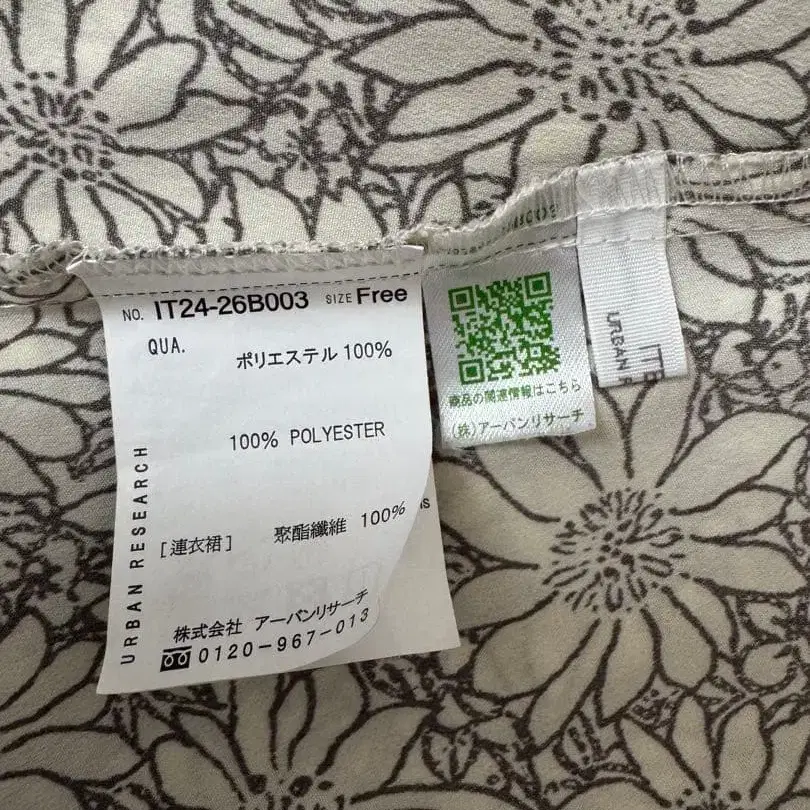 NO. IT24-26B003 SIZE Free
QUA.
ポリエステル 100%
100% POLYESTER
[連衣裙] 聚酯纖維 100%
株式会社 アーバンリサーチ
0120-967-013
URBAN RESEARCH
商品の関連情報はこちら
(株)アーバンリサーチ
URBAN